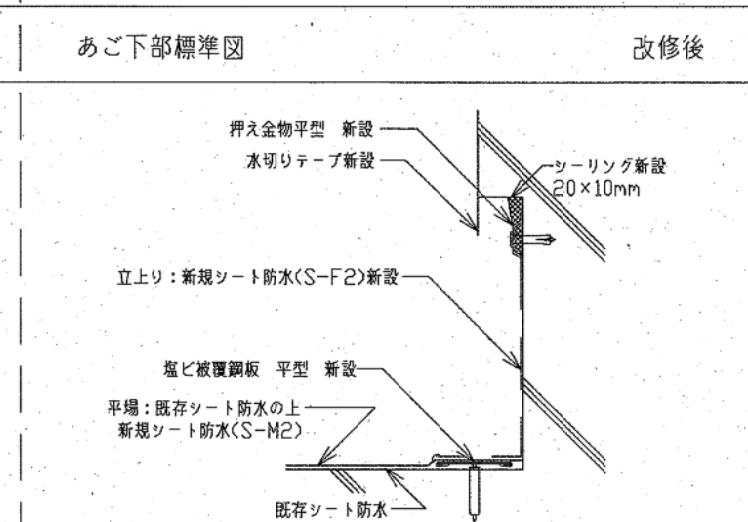 あご下部標準図
改修後
押え金物平型 新設
水切りテープ新設
シーリング新設
20×10mm
立上り：新規シート防水(S-F2)新設
塩ビ被覆鋼板 平型 新設
平場：既存シート防水の上
新規シート防水(S-M2)
既存シート防水